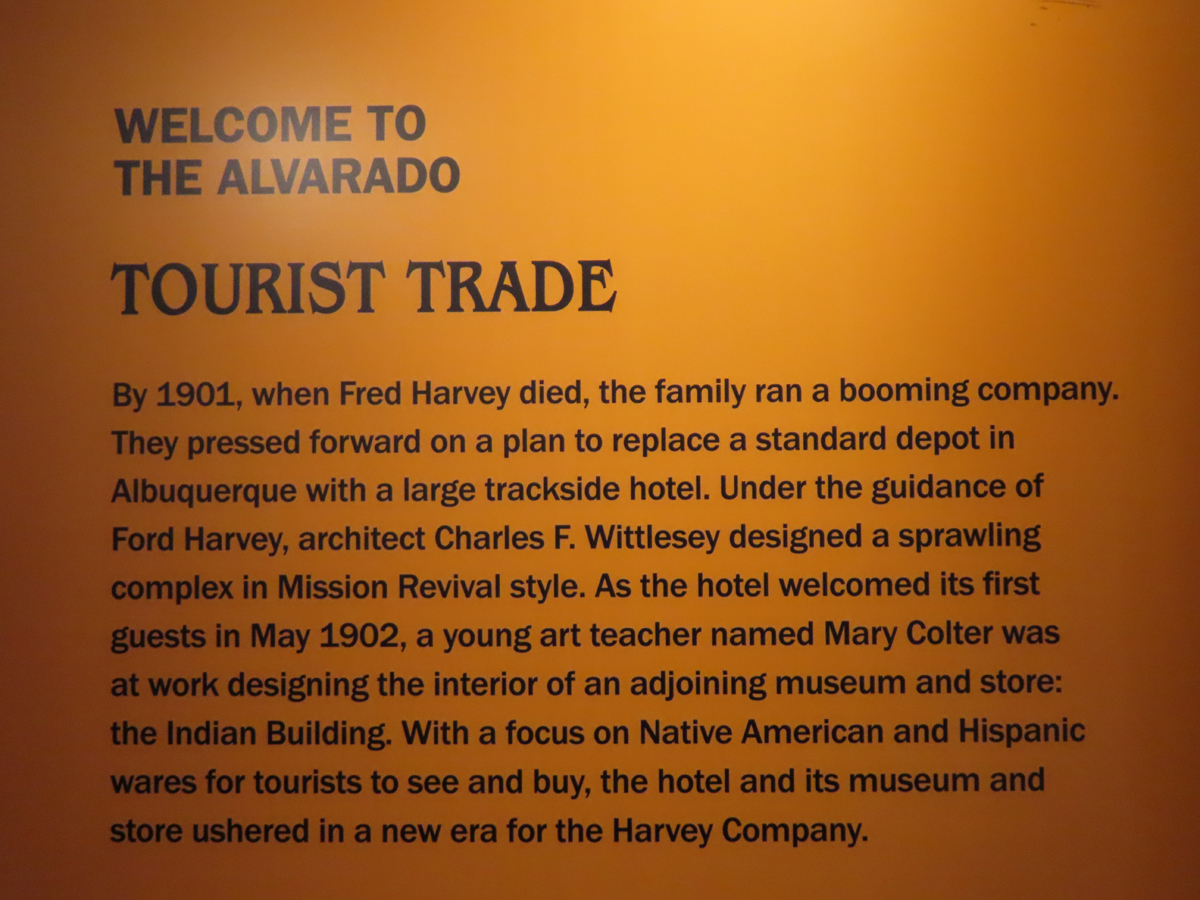 WELCOME TO
THE ALVARADO
TOURIST TRADE
By 1901, when Fred Harvey died, the family ran a booming company.
They pressed forward on a plan to replace a standard depot in
Albuquerque with a large trackside hotel. Under the guidance of
Ford Harvey, architect Charles F. Wittlesey designed a sprawling
complex in Mission Revival style. As the hotel welcomed its first
guests in May 1902, a young art teacher named Mary Colter was
at work designing the interior of an adjoining museum and store:
the Indian Building. With a focus on Native American and Hispanic
wares for tourists to see and buy, the hotel and its museum and
store ushered in a new era for the Harvey Company.